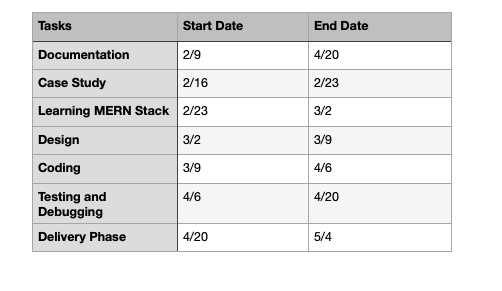 Tasks Start Date End Date
Documentation 2/9 4/20
Case Study 2/16 2/23
Learning MERN Stack 2/23 3/2
Design 3/2 3/9
Coding 3/9 4/6
Testing and 4/6 4/20
Debugging
Delivery Phase 4/20 5/4